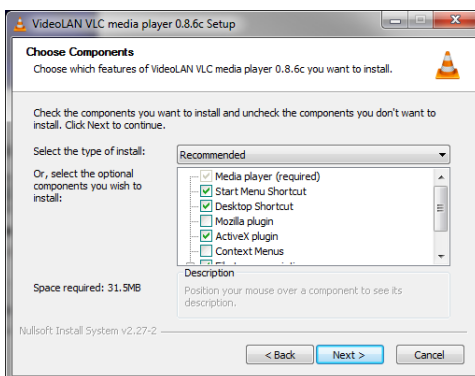 VideoLAN VLC media player 0.8.6c Setup
Choose Components
Choose which features of VideoLAN VLC media player 0.8.6c you want to install.
Check the components you want to install and uncheck the components you don't want to
install. Click Next to continue.
Select the type of install:
Recommended
Or, select the optional
components you wish to
install:
Media player (required)
Start Menu Shortcut
Desktop Shortcut
Mozilla plugin
ActiveX plugin
Context Menus
Space required: 31.5MB
Description
Position your mouse over a component to see its
description.
Nullsoft Install System v2.27-2
< Back
Next >
Cancel